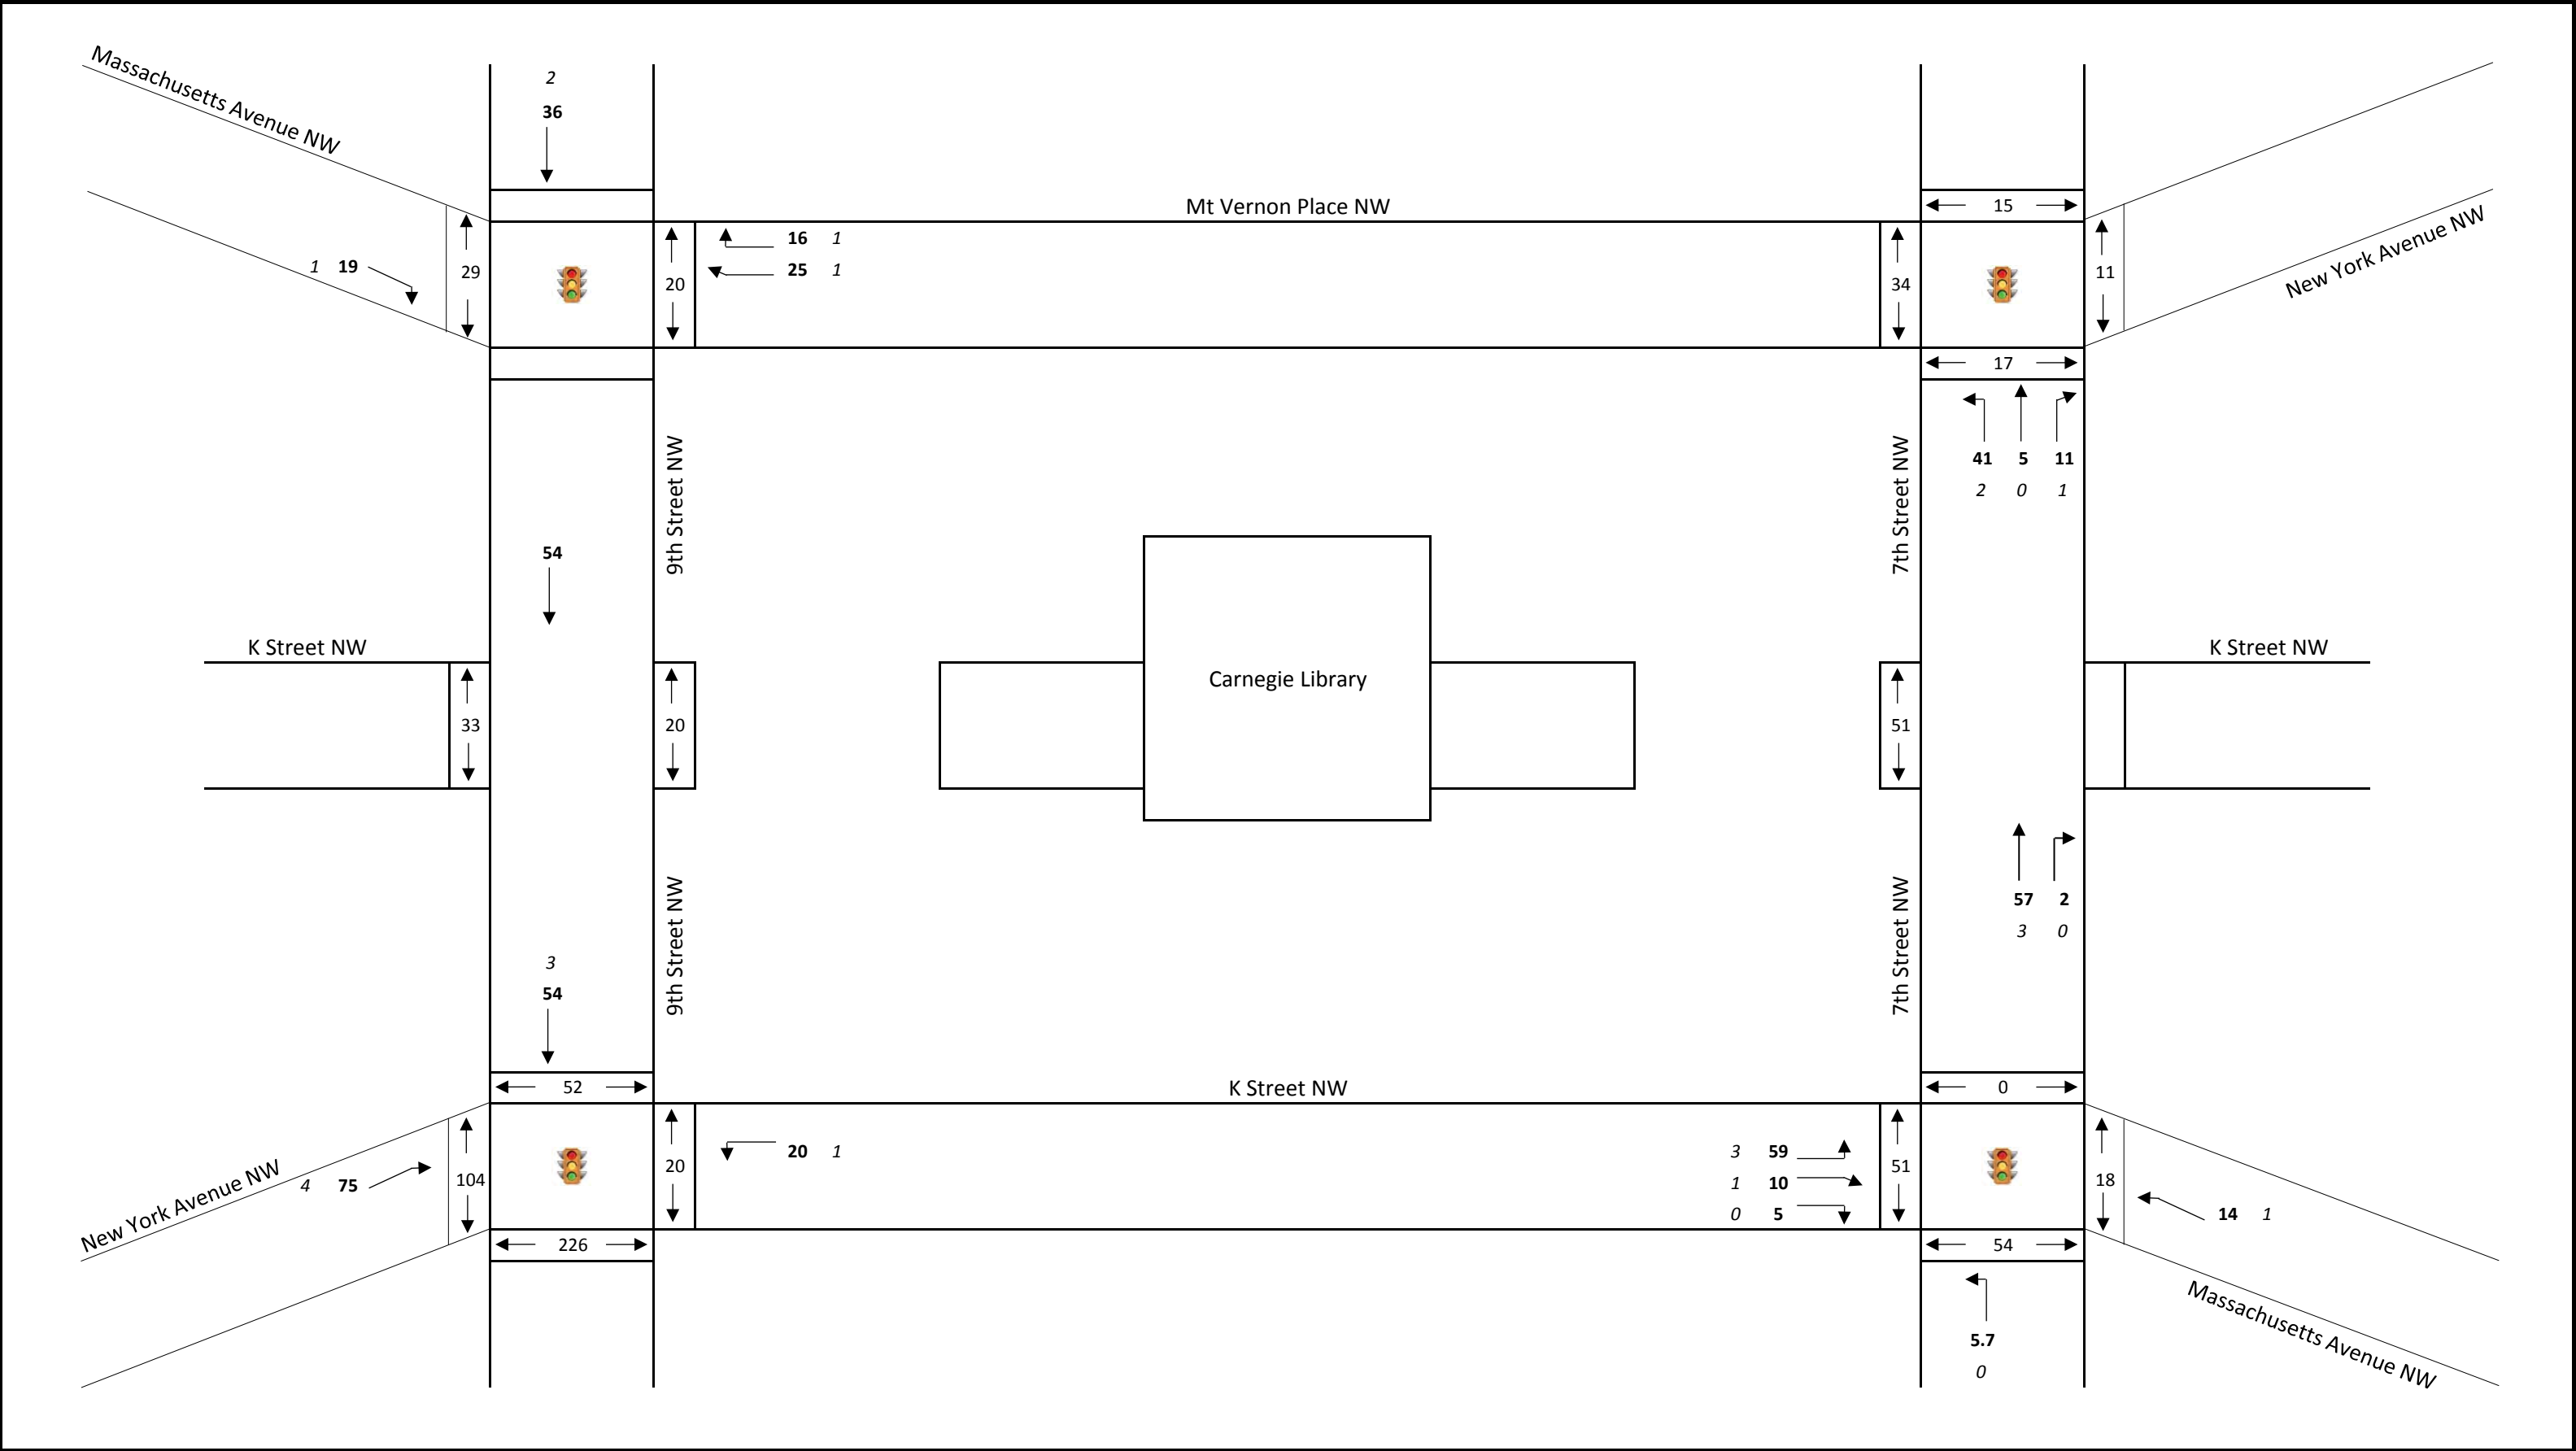 Massachusetts Avenue NW
2
36
Mt Vernon Place NW
15
16 1
1 19
29
20
25 1
34
11
New York Avenue NW
17
9th Street NW
7th Street NW
41 5 11
2 0 1
54
K Street NW
K Street NW
Carnegie Library
33
20
51
57 2
3 0
9th Street NW
7th Street NW
3
54
52
K Street NW
0
New York Avenue NW
4 75
104
20
20 1
3 59
1 10
0 5
51
18
14 1
226
54
5.7
0
Massachusetts Avenue NW